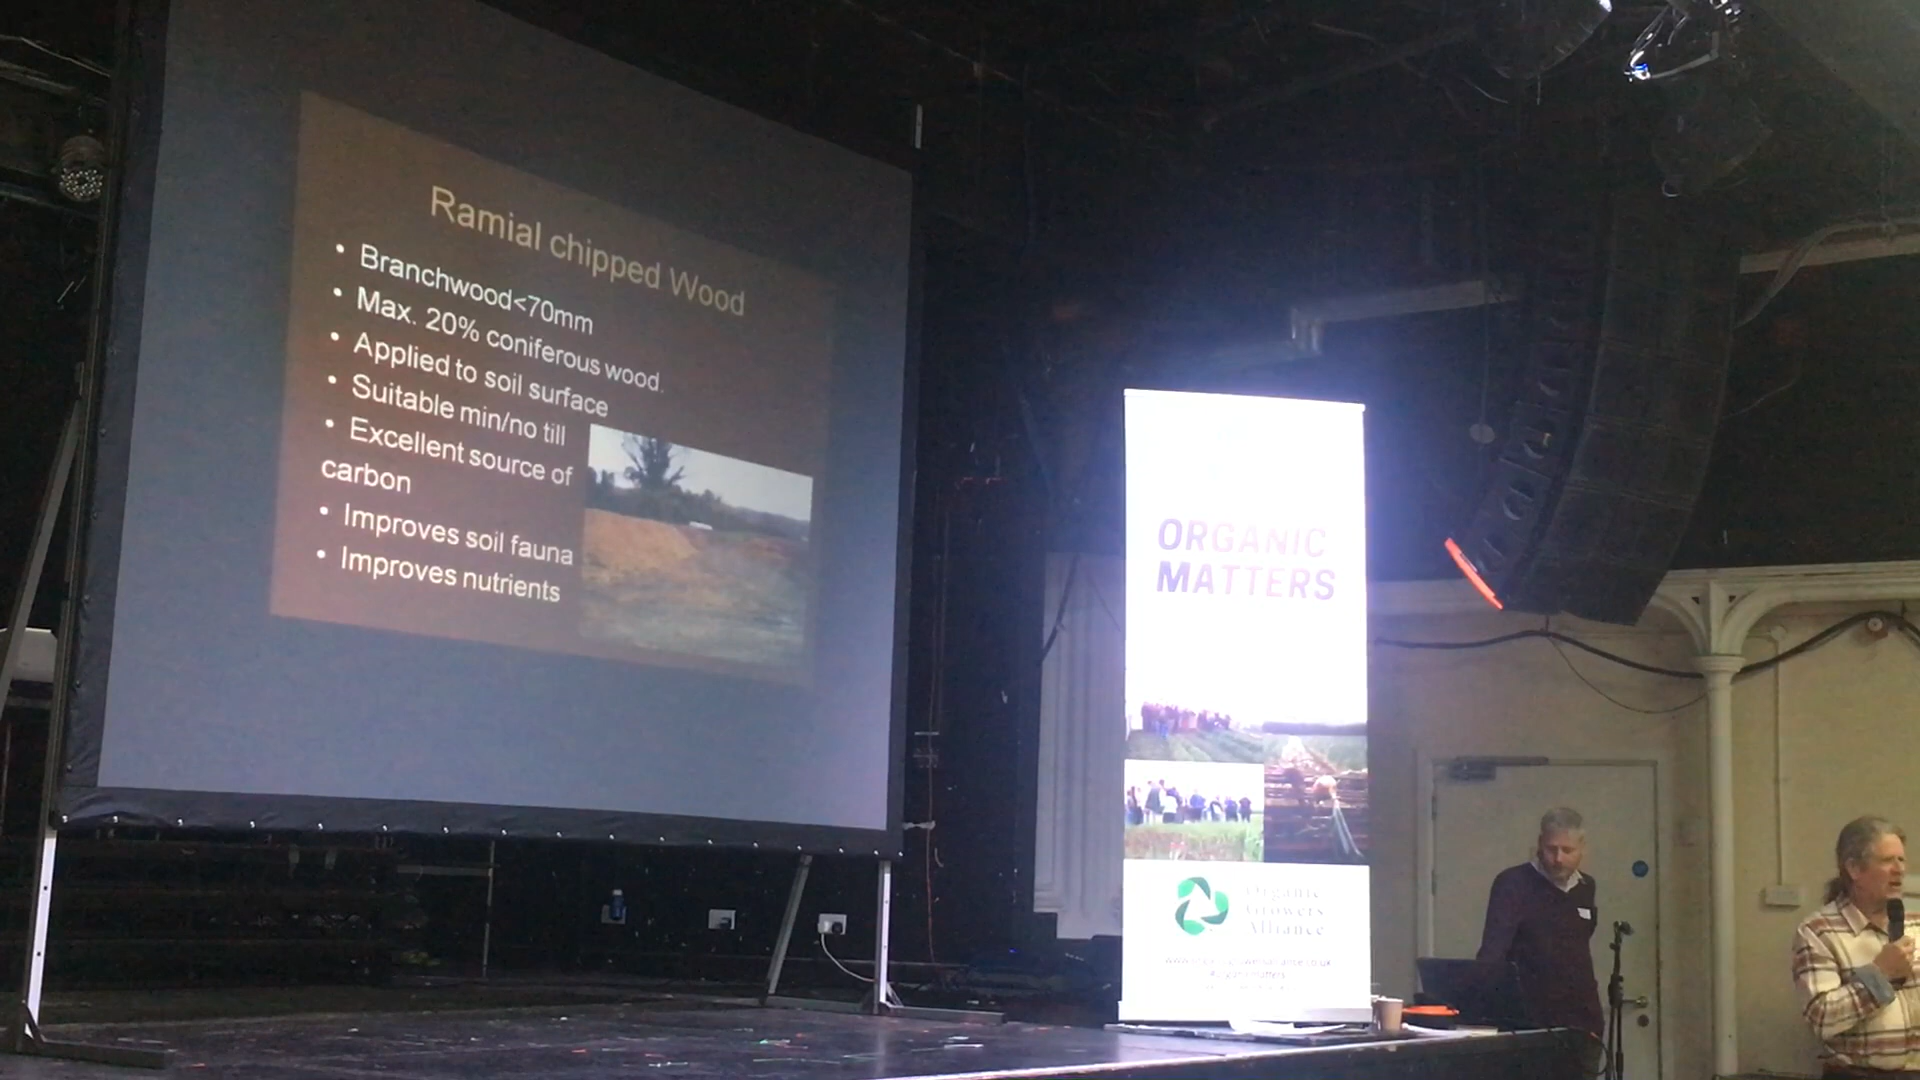 Ramial chipped Wood
• Branchwood<70mm
• Max. 20% coniferous wood.
• Applied to soil surface
• Suitable min/no till
• Excellent source of
carbon
• Improves soil fauna
• Improves nutrients
ORGANIC
MATTERS
Organic
Growers
Alliance